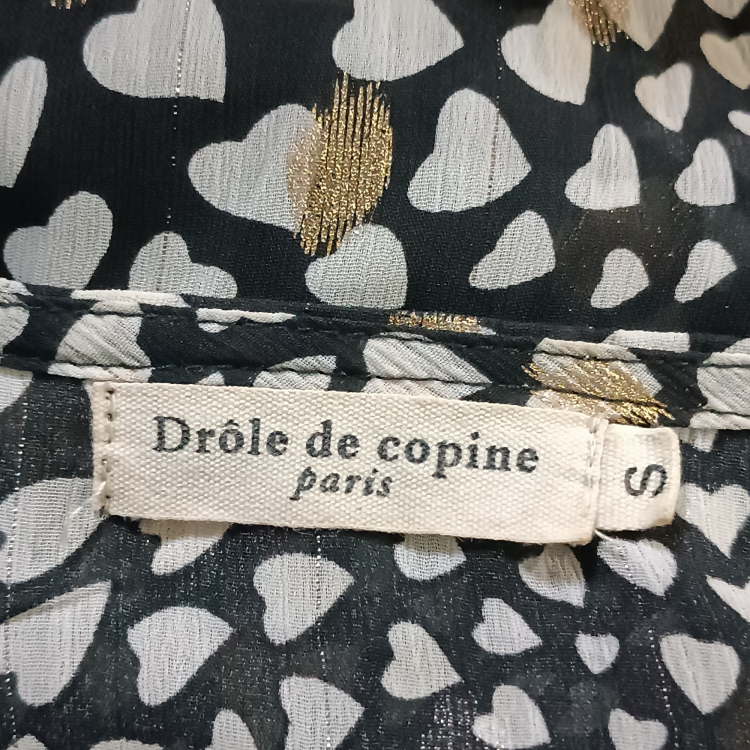 Drôle de copine
paris
S